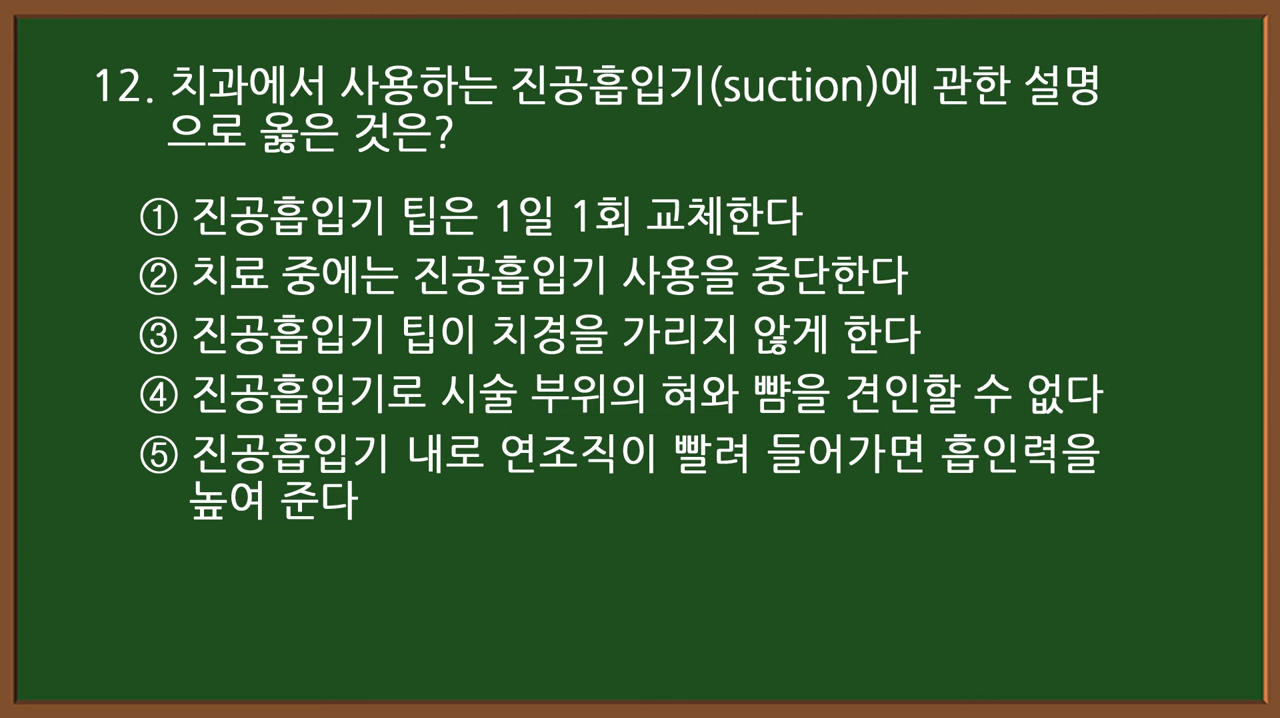 12. 치과에서 사용하는 진공흡입기(suction)에 관한 설명
으로 옳은 것은?
① 진공흡입기 팁은 1일 1회 교체한다
② 치료 중에는 진공흡입기 사용을 중단한다
③ 진공흡입기 팁이 치경을 가리지 않게 한다
④ 진공흡입기로 시술 부위의 혀와 뺨을 견인할 수 없다
⑤ 진공흡입기 내로 연조직이 빨려 들어가면 흡인력을
높여 준다